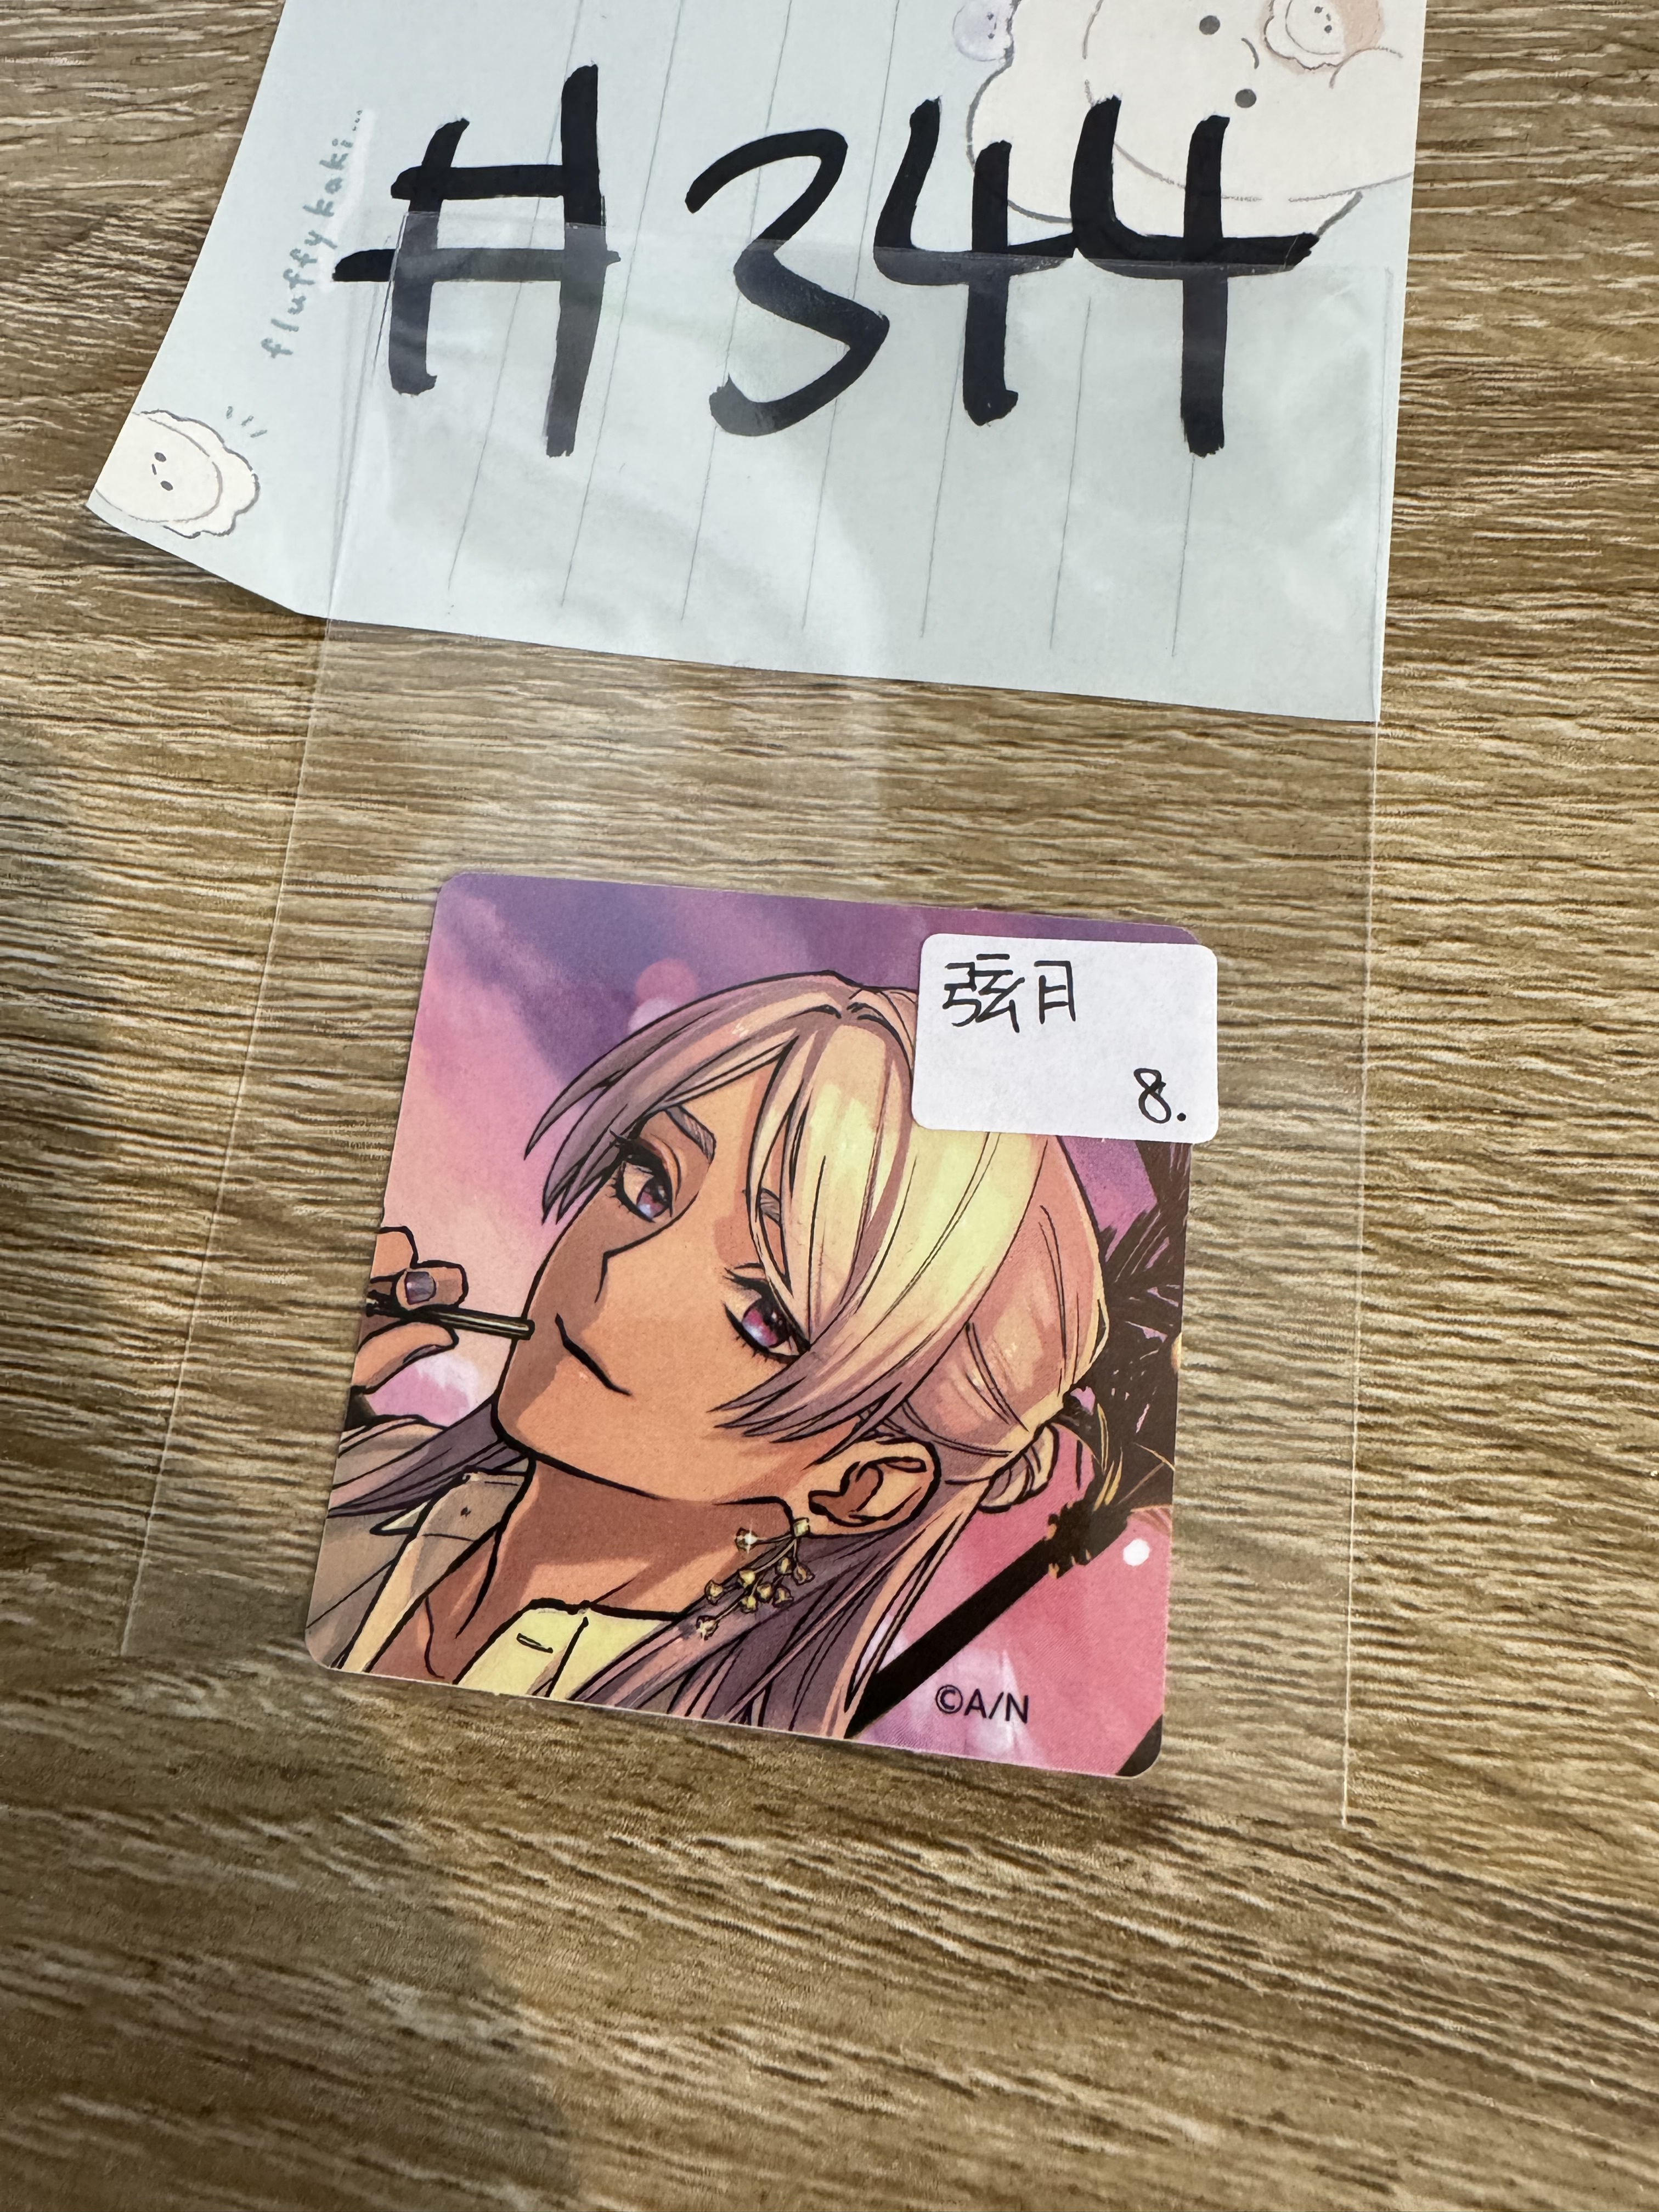 #344
fluffykaki...
弦月
8.
©A/N